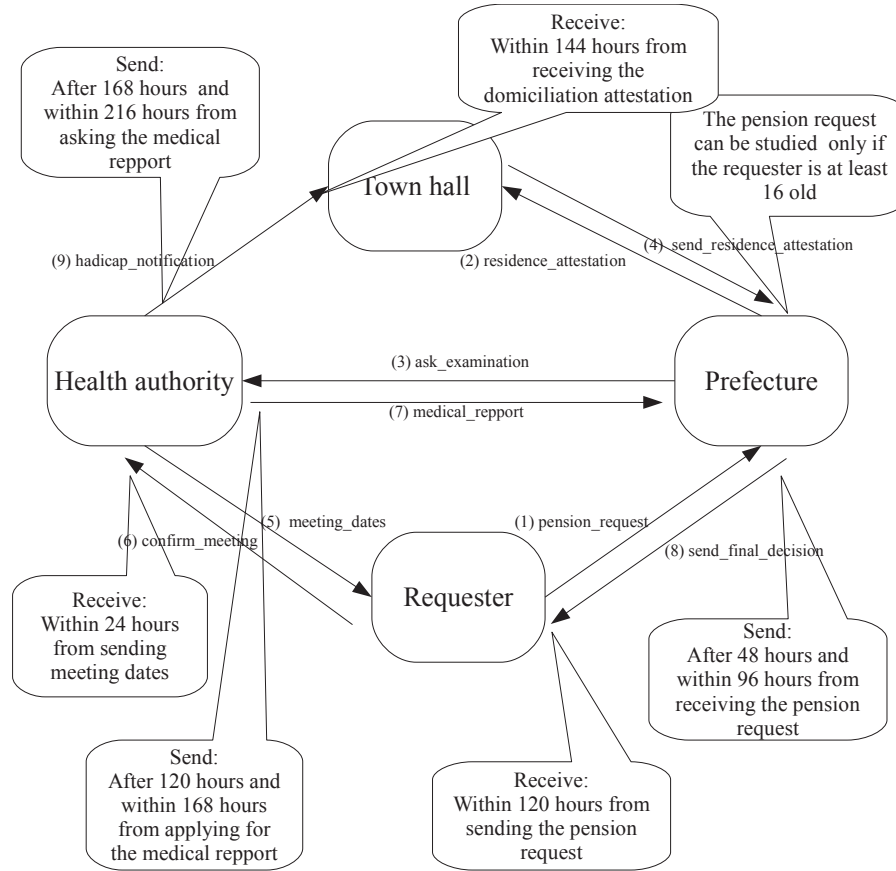 Send:
After 168 hours and
within 216 hours from
asking the medical
repport
Receive:
Within 144 hours from
receiving the
domiciliation attestation
The pension request
can be studied only if
the requester is at least
16 old
Town hall
(9) hadicap_notification
(2) residence_attestation
(4) send_residence_attestation
Health authority
(3) ask_examination
(7) medical_repport
Prefecture
(5) meeting_dates
(6) confirm_meeting
(1) pension_request
(8) send_final_decision
Requester
Receive:
Within 24 hours
from sending
meeting dates
Send:
After 48 hours and
within 96 hours from
receiving the pension
request
Send:
After 120 hours and
within 168 hours
from applying for
the medical repport
Receive:
Within 120 hours from
sending the pension
request